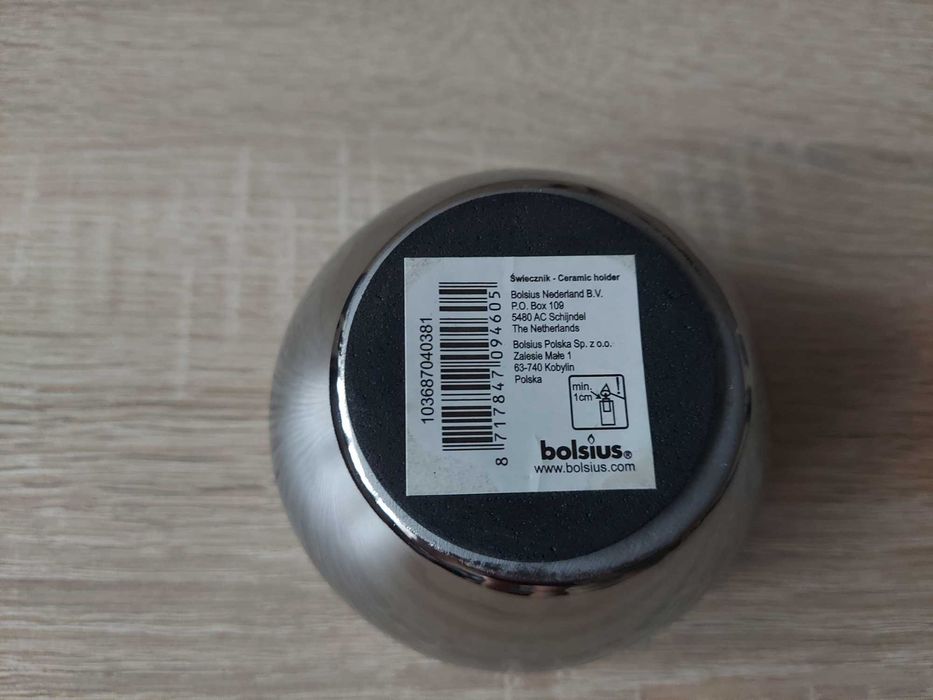 Świecznik - Ceramic holder
Bolsius Nederland B.V.
P.O. Box 109
5480 AC Schijndel
The Netherlands
Bolsius Polska Sp. z o.o.
Zalesie Małe 1
63-740 Kobylin
Polska
min.
1cm
!
bolsius®
www.bolsius.com
103687040381
8 717847 094605